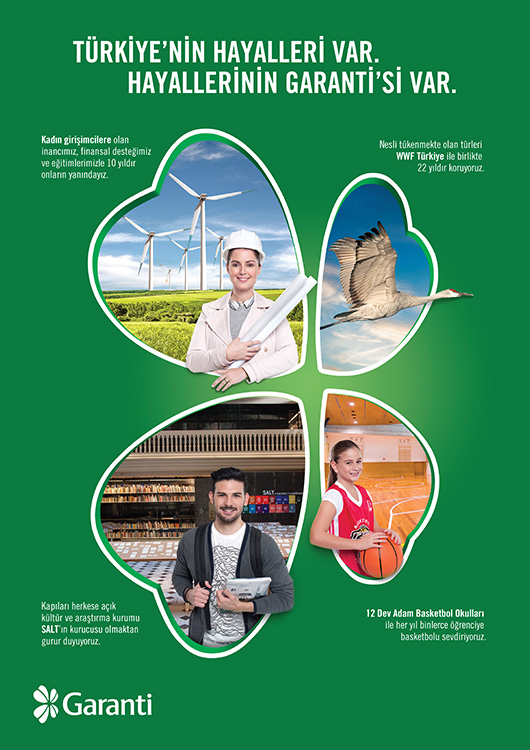 TÜRKİYE'NİN HAYALLERİ VAR.
HAYALLERİNİN GARANTİ'Sİ VAR.
Kadın girişimcilere olan
inancımız, finansal desteğimiz
ve eğitimlerimizle 10 yıldır
onların yanındayız.
Nesli tükenmekte olan türleri
WWF Türkiye ile birlikte
22 yıldır koruyoruz.
SALT
Kapıları herkese açık
kültür ve araştırma kurumu
SALT'ın kurucusu olmaktan
gurur duyuyoruz.
12 Dev Adam Basketbol Okulları
ile her yıl binlerce öğrenciye
basketbolu sevdiriyoruz.
Garanti